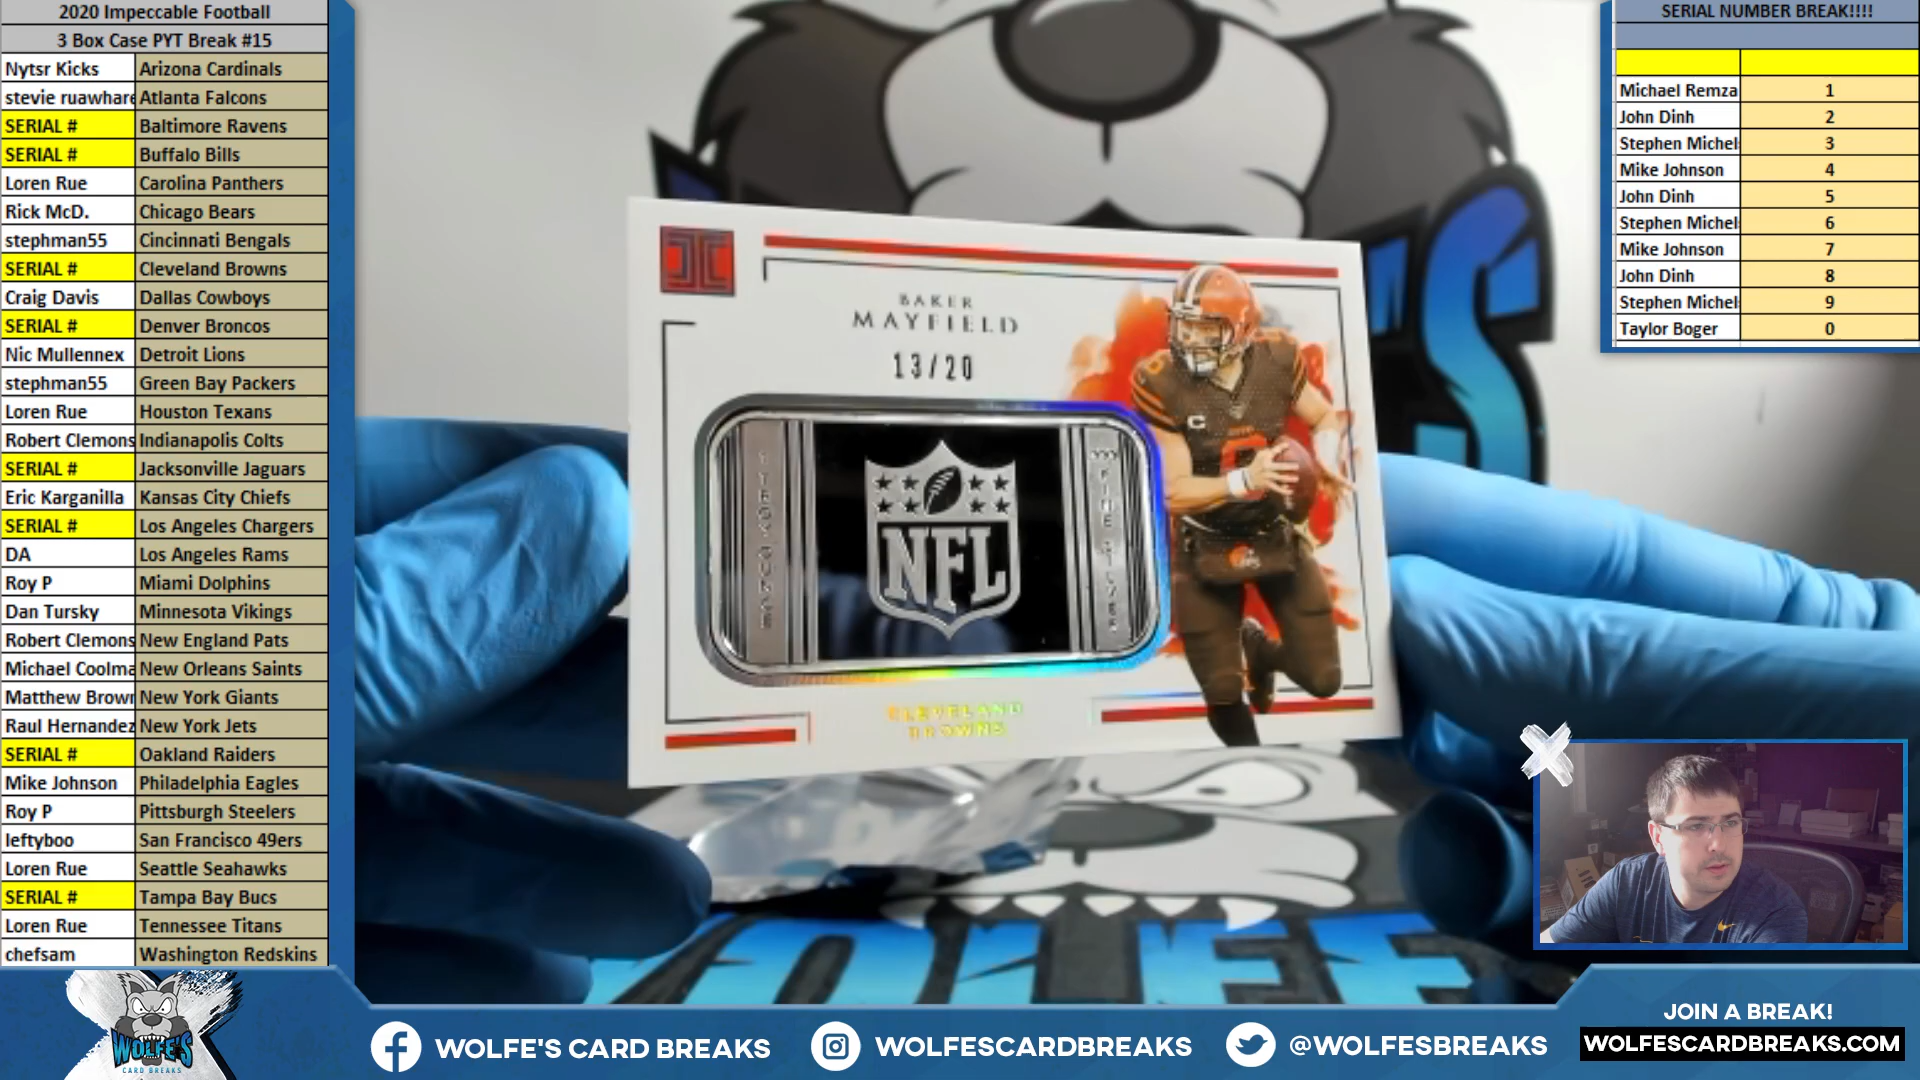 2020 Impeccable Football
3 Box Case PYT Break #15
Nytsr Kicks Arizona Cardinals
stevie ruawhare Atlanta Falcons
SERIAL # Baltimore Ravens
SERIAL # Buffalo Bills
Loren Rue Carolina Panthers
Rick McD. Chicago Bears
stephman55 Cincinnati Bengals
SERIAL # Cleveland Browns
Craig Davis Dallas Cowboys
SERIAL # Denver Broncos
Nic Mullennex Detroit Lions
stephman55 Green Bay Packers
Loren Rue Houston Texans
Robert Clemons Indianapolis Colts
SERIAL # Jacksonville Jaguars
Eric Karganilla Kansas City Chiefs
SERIAL # Los Angeles Chargers
DA Los Angeles Rams
Roy P Miami Dolphins
Dan Tursky Minnesota Vikings
Robert Clemons New England Pats
Michael Coolma New Orleans Saints
Matthew Brown New York Giants
Raul Hernandez New York Jets
SERIAL # Oakland Raiders
Mike Johnson Philadelphia Eagles
Roy P Pittsburgh Steelers
leftyboo San Francisco 49ers
Loren Rue Seattle Seahawks
SERIAL # Tampa Bay Bucs
Loren Rue Tennessee Titans
chefsam Washington Redskins
BAKER
MAYFIELD
13/20
1 TROY OUNCE
NFL
.999 FINE SILVER
CLEVELAND
BROWNS
SERIAL NUMBER BREAK!!!!
Michael Remza 1
John Dinh 2
Stephen Michel 3
Mike Johnson 4
John Dinh 5
Stephen Michel 6
Mike Johnson 7
John Dinh 8
Stephen Michel 9
Taylor Boger 0
WOLFE'S
CARD BREAKS
WOLFE'S CARD BREAKS
WOLFESCARDBREAKS
@WOLFESBREAKS
JOIN A BREAK!
WOLFESCARDBREAKS.COM